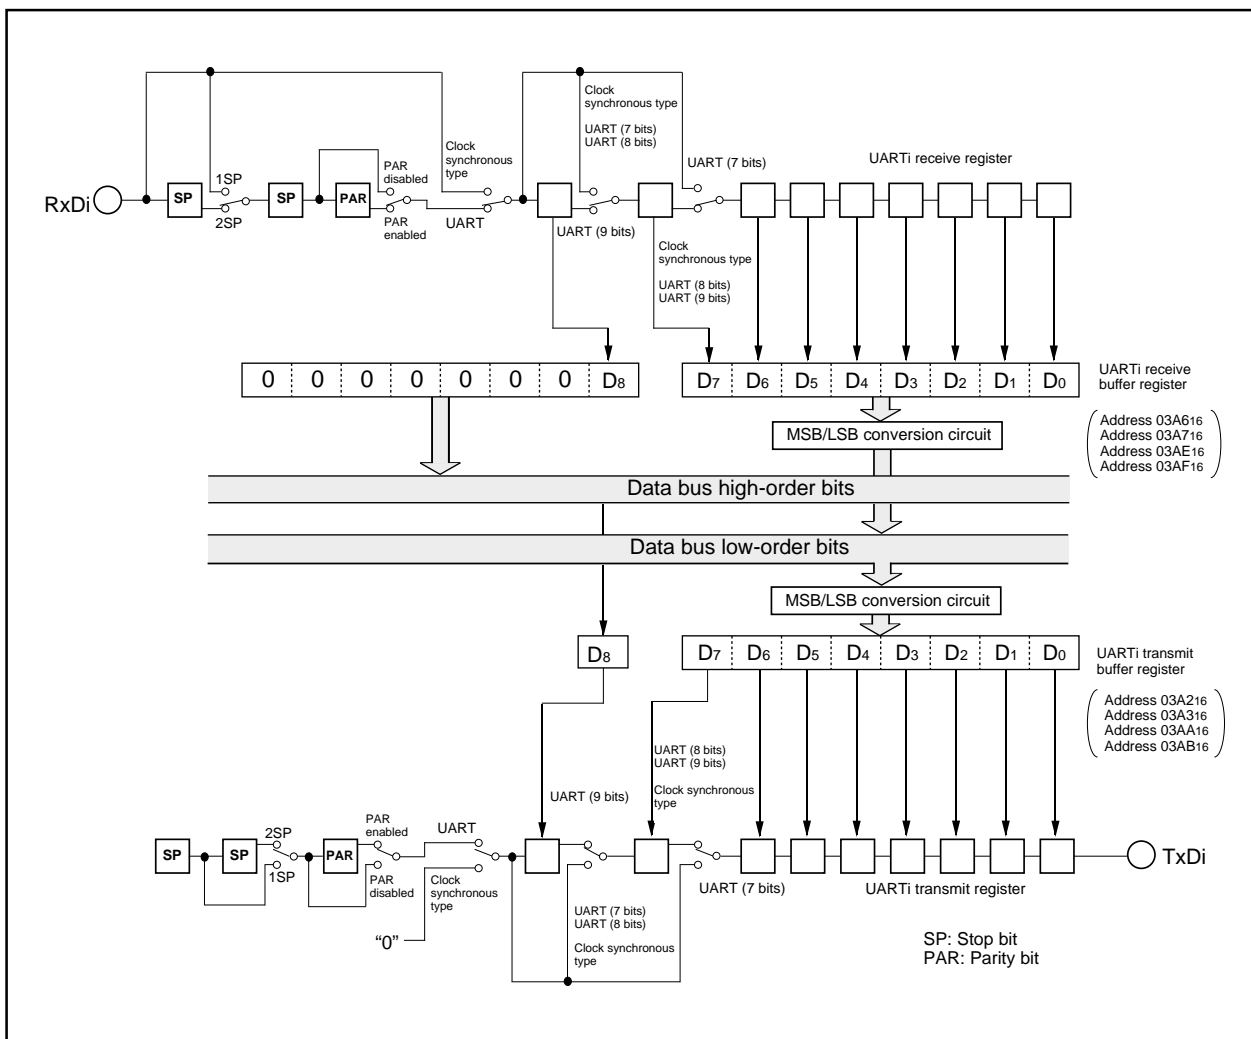 Clock
synchronous type
UART (7 bits)
UART (8 bits)
Clock
synchronous
type
PAR
disabled
UART (7 bits)
UARTi receive register
1SP
RxDi
SP
SP
PAR
2SP
PAR
enabled
UART
UART (9 bits)
Clock
synchronous type
UART (8 bits)
UART (9 bits)
0 0 0 0 0 0 0 D8
D7 D6 D5 D4 D3 D2 D1 D0
UARTi receive
buffer register
MSB/LSB conversion circuit
Address 03A616
Address 03A716
Address 03AE16
Address 03AF16
Data bus high-order bits
Data bus low-order bits
MSB/LSB conversion circuit
D8
D7 D6 D5 D4 D3 D2 D1 D0
UARTi transmit
buffer register
Address 03A216
Address 03A316
Address 03AA16
Address 03AB16
UART (8 bits)
UART (9 bits)
Clock synchronous
type
UART (9 bits)
PAR
enabled
UART
2SP
SP
SP
PAR
TxDi
1SP
PAR
disabled
Clock
synchronous
type
UART (7 bits)
UARTi transmit register
UART (7 bits)
UART (8 bits)
Clock synchronous
type
“0”
SP: Stop bit
PAR: Parity bit